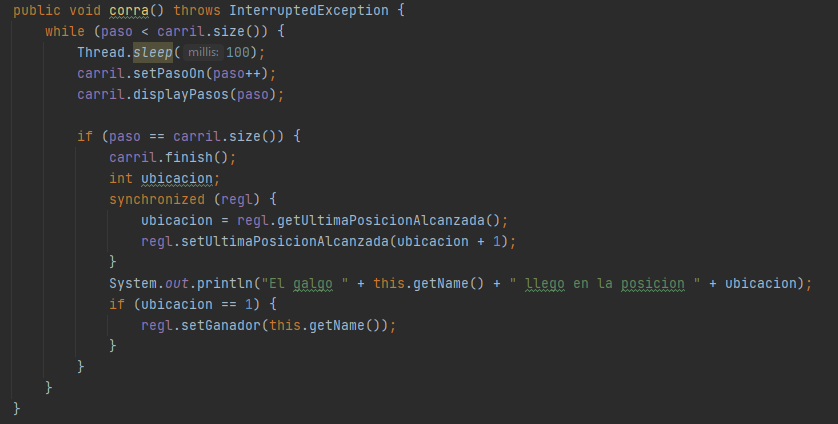 public void corra() throws InterruptedException {
    while (paso < carril.size()) {
        Thread.sleep( millis: 100);
        carril.setPasoOn(paso++);
        carril.displayPasos(paso);

        if (paso == carril.size()) {
            carril.finish();
            int ubicacion;
            synchronized (regl) {
                ubicacion = regl.getUltimaPosicionAlcanzada();
                regl.setUltimaPosicionAlcanzada(ubicacion + 1);
            }
            System.out.println("El galgo " + this.getName() + " llego en la posicion " + ubicacion);
            if (ubicacion == 1) {
                regl.setGanador(this.getName());
            }
        }
    }
}